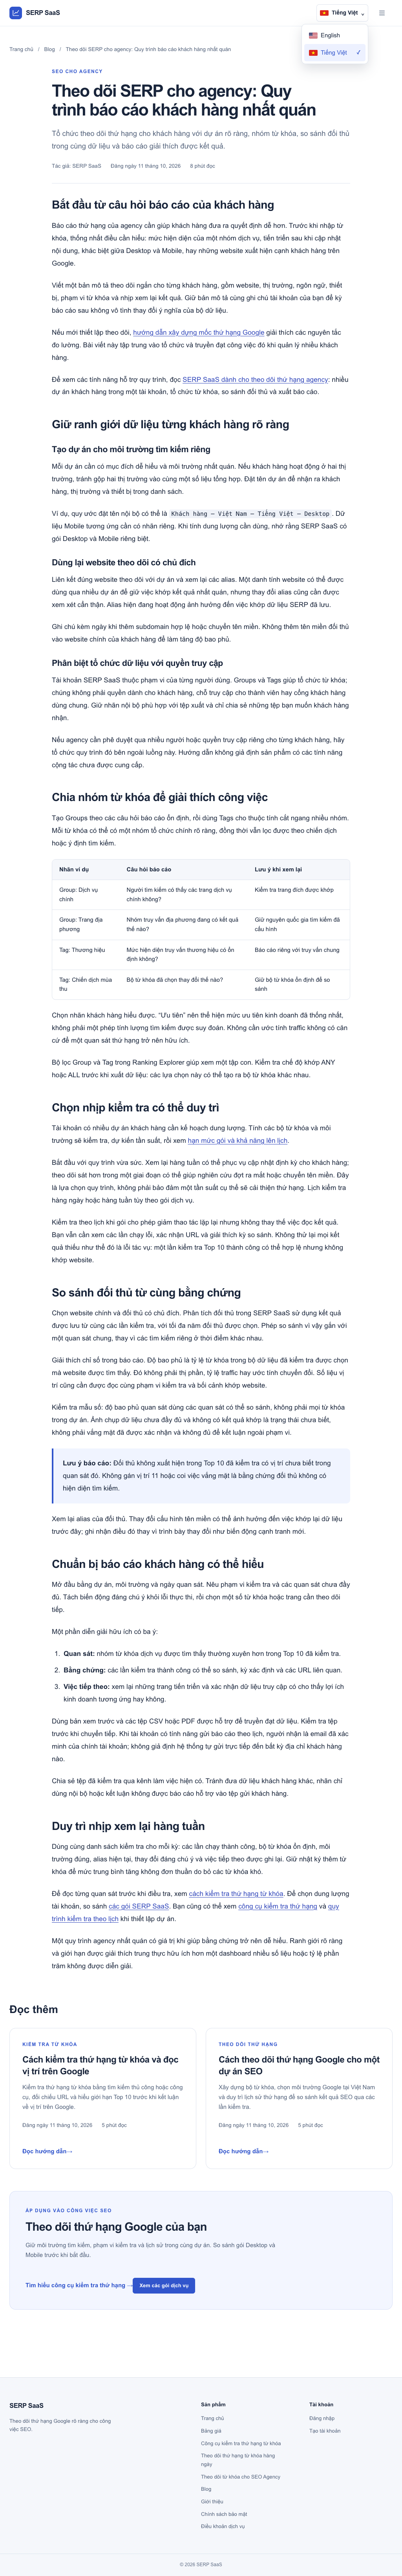 SERP SaaS
Tiếng Việt
English
Tiếng Việt ✓
Trang chủ / Blog / Theo dõi SERP cho agency: Quy trình báo cáo khách hàng nhất quán
SEO CHO AGENCY
Theo dõi SERP cho agency: Quy
trình báo cáo khách hàng nhất quán
Tổ chức theo dõi thứ hạng cho khách hàng với dự án rõ ràng, nhóm từ khóa, so sánh đối thủ
trong cùng dữ liệu và báo cáo giải thích được kết quả.
Tác giả: SERP SaaS Đăng ngày 11 tháng 10, 2026 8 phút đọc
Bắt đầu từ câu hỏi báo cáo của khách hàng
Báo cáo thứ hạng của agency cần giúp khách hàng đưa ra quyết định dễ hơn. Trước khi nhập từ
khóa, thống nhất điều cần hiểu: mức hiện diện của một nhóm dịch vụ, tiến triển sau khi cập nhật
nội dung, khác biệt giữa Desktop và Mobile, hay những website xuất hiện cạnh khách hàng trên
Google.
Viết một bản mô tả theo dõi ngắn cho từng khách hàng, gồm website, thị trường, ngôn ngữ, thiết
bị, phạm vi từ khóa và nhịp xem lại kết quả. Giữ bản mô tả cùng ghi chú tài khoản của bạn để kỳ
báo cáo sau không vô tình thay đổi ý nghĩa của bộ dữ liệu.
Nếu mới thiết lập theo dõi, hướng dẫn xây dựng mốc thứ hạng Google giải thích các nguyên tắc
đo lường. Bài viết này tập trung vào tổ chức và truyền đạt công việc đó khi quản lý nhiều khách
hàng.
Để xem các tính năng hỗ trợ quy trình, đọc SERP SaaS dành cho theo dõi thứ hạng agency: nhiều
dự án khách hàng trong một tài khoản, tổ chức từ khóa, so sánh đối thủ và xuất báo cáo.
Giữ ranh giới dữ liệu từng khách hàng rõ ràng
Tạo dự án cho môi trường tìm kiếm riêng
Mỗi dự án cần có mục đích dễ hiểu và môi trường nhất quán. Nếu khách hàng hoạt động ở hai thị
trường, tránh gộp hai thị trường vào cùng một số liệu tổng hợp. Đặt tên dự án để nhận ra khách
hàng, thị trường và thiết bị trong danh sách.
Ví dụ, quy ước đặt tên nội bộ có thể là Khách hàng — Việt Nam — Tiếng Việt — Desktop. Dữ
liệu Mobile tương ứng cần có nhãn riêng. Khi tính dung lượng cần dùng, nhớ rằng SERP SaaS có
gói Desktop và Mobile riêng biệt.
Dùng lại website theo dõi có chủ đích
Liên kết đúng website theo dõi với dự án và xem lại các alias. Một danh tính website có thể được
dùng qua nhiều dự án để giữ việc khớp kết quả nhất quán, nhưng thay đổi alias cũng cần được
xem xét cẩn thận. Alias hiện đang hoạt động ảnh hưởng đến việc khớp dữ liệu SERP đã lưu.
Ghi chú kèm ngày khi thêm subdomain hợp lệ hoặc chuyển tên miền. Không thêm tên miền đối thủ
vào website chính của khách hàng để làm tăng độ bao phủ.
Phân biệt tổ chức dữ liệu với quyền truy cập
Tài khoản SERP SaaS thuộc phạm vi của từng người dùng. Groups và Tags giúp tổ chức từ khóa;
chúng không phải quyền dành cho khách hàng, chỗ truy cập cho thành viên hay cổng khách hàng
dùng chung. Giữ nhãn nội bộ phù hợp với tệp xuất và chỉ chia sẻ những tệp bạn muốn khách hàng
nhận.
Nếu agency cần phê duyệt qua nhiều người hoặc quyền truy cập riêng cho từng khách hàng, hãy
tổ chức quy trình đó bên ngoài luồng này. Hướng dẫn không giả định sản phẩm có các tính năng
cộng tác chưa được cung cấp.
Chia nhóm từ khóa để giải thích công việc
Tạo Groups theo các câu hỏi báo cáo ổn định, rồi dùng Tags cho thuộc tính cắt ngang nhiều nhóm.
Mỗi từ khóa có thể có một nhóm tổ chức chính rõ ràng, đồng thời vẫn lọc được theo chiến dịch
hoặc ý định tìm kiếm.
Nhãn ví dụ Câu hỏi báo cáo Lưu ý khi xem lại
Group: Dịch vụ chính Người tìm kiếm có thấy các trang dịch vụ chính không? Kiểm tra trang đích được khớp
Group: Trang địa phương Nhóm truy vấn địa phương đang có kết quả thế nào? Giữ nguyên quốc gia tìm kiếm đã cấu hình
Tag: Thương hiệu Mức hiện diện truy vấn thương hiệu có ổn định không? Báo cáo riêng với truy vấn chung
Tag: Chiến dịch mùa thu Bộ từ khóa đã chọn thay đổi thế nào? Giữ bộ từ khóa ổn định để so sánh
Chọn nhãn khách hàng hiểu được. “Ưu tiên” nên thể hiện mức ưu tiên kinh doanh đã thống nhất,
không phải một phép tính lượng tìm kiếm được suy đoán. Không cần ước tính traffic để có căn
cứ để một quan sát thứ hạng trở nên hữu ích.
Bộ lọc Group và Tag trong Ranking Explorer giúp xem một tập con. Kiểm tra chế độ khớp ANY
hoặc ALL trước khi xuất dữ liệu: các lựa chọn này có thể tạo ra bộ từ khóa khác nhau.
Chọn nhịp kiểm tra có thể duy trì
Tài khoản có nhiều dự án khách hàng cần kế hoạch dung lượng. Tính các bộ từ khóa và môi
trường sẽ kiểm tra, dự kiến tần suất, rồi xem hạn mức gói và khả năng lên lịch.
Bắt đầu với quy trình vừa sức. Xem lại hàng tuần có thể phục vụ cập nhật định kỳ cho khách hàng;
theo dõi sát hơn trong một giai đoạn có thể giúp nghiên cứu đợt ra mắt hoặc chuyển tên miền. Đây
là lựa chọn quy trình, không phải bảo đảm một tần suất cụ thể sẽ cải thiện thứ hạng. Lịch kiểm tra
hàng ngày hoặc hàng tuần tùy theo gói dịch vụ.
Kiểm tra theo lịch khi gói cho phép giảm thao tác lặp lại nhưng không thay thế việc đọc kết quả.
Bạn vẫn cần xem các lần chạy lỗi, xác nhận URL và giải thích kỳ so sánh. Không thử lại mọi kết
quả thiếu như thể đó là lỗi tác vụ: một lần kiểm tra Top 10 thành công có thể hợp lệ nhưng không
khớp website.
So sánh đối thủ từ cùng bằng chứng
Chọn website chính và đối thủ có chủ đích. Phân tích đối thủ trong SERP SaaS sử dụng kết quả
được lưu từ cùng các lần kiểm tra, với tối đa năm đối thủ được chọn. Phép so sánh vì vậy gắn với
một quan sát chung, thay vì các tìm kiếm riêng ở thời điểm khác nhau.
Giải thích chỉ số trong báo cáo. Độ bao phủ là tỷ lệ từ khóa trong bộ dữ liệu đã kiểm tra được chọn
mà website được tìm thấy. Đó không phải thị phần, tỷ lệ traffic hay ước tính chuyển đổi. Số liệu vị
trí cũng cần được đọc cùng phạm vi kiểm tra và bối cảnh khớp website.
Kiểm tra mẫu số: độ bao phủ quan sát dùng các quan sát có thể so sánh, không phải mọi từ khóa
trong dự án. Ảnh chụp dữ liệu chưa đầy đủ và không có kết quả khớp là trạng thái chưa biết,
không phải vắng mặt đã được xác nhận và không đủ để kết luận ngoài phạm vi.
Lưu ý báo cáo: Đối thủ không xuất hiện trong Top 10 đã kiểm tra có vị trí chưa biết trong
quan sát đó. Không gán vị trí 11 hoặc coi việc vắng mặt là bằng chứng đối thủ không có
hiện diện tìm kiếm.
Xem lại alias của đối thủ. Thay đổi cấu hình tên miền có thể ảnh hưởng đến việc khớp lại dữ liệu
trước đây; ghi nhận điều đó thay vì trình bày thay đổi như biến động cạnh tranh mới.
Chuẩn bị báo cáo khách hàng có thể hiểu
Mở đầu bằng dự án, môi trường và ngày quan sát. Nêu phạm vi kiểm tra và các quan sát chưa đầy
đủ. Tách biến động đáng chú ý khỏi lỗi thực thi, rồi chọn một số từ khóa hoặc trang cần theo dõi
tiếp.
Một phần diễn giải hữu ích có ba ý:
1. Quan sát: nhóm từ khóa dịch vụ được tìm thấy thường xuyên hơn trong Top 10 đã kiểm tra.
2. Bằng chứng: các lần kiểm tra thành công có thể so sánh, kỳ xác định và các URL liên quan.
3. Việc tiếp theo: xem lại những trang tiến triển và xác nhận dữ liệu truy cập có cho thấy lợi ích
kinh doanh tương ứng hay không.
Dùng bản xem trước và các tệp CSV hoặc PDF được hỗ trợ để truyền đạt dữ liệu. Kiểm tra tệp
trước khi chuyển tiếp. Khi tài khoản có tính năng gửi báo cáo theo lịch, người nhận là email đã xác
minh của chính tài khoản; không giả định hệ thống tự gửi trực tiếp đến bất kỳ địa chỉ khách hàng
nào.
Chia sẻ tệp đã kiểm tra qua kênh làm việc hiện có. Tránh đưa dữ liệu khách hàng khác, nhãn chỉ
dùng nội bộ hoặc kết luận phạm vi báo cáo không hỗ trợ vào tệp gửi khách hàng.
Duy trì nhịp xem lại hàng tuần
Dùng cùng danh sách kiểm tra cho mỗi kỳ: các lần chạy thành công, bộ từ khóa ổn định, môi
trường đúng, alias hiện tại, thay đổi đáng chú ý và việc tiếp theo được ghi lại. Giữ nhật ký thêm từ
khóa để mức trung bình tăng không đơn thuần do bỏ các từ khóa khó.
Để đọc từng quan sát trước khi điều tra, xem cách kiểm tra thứ hạng từ khóa. Để chọn dung lượng
tài khoản, so sánh các gói SERP SaaS. Bạn cũng có thể xem công cụ kiểm tra thứ hạng và quy
trình kiểm tra theo lịch khi thiết lập dự án.
Một quy trình agency nhất quán có giá trị khi giúp bằng chứng trở nên dễ hiểu. Ranh giới rõ ràng
và giới hạn được giải thích trung thực hữu ích hơn một dashboard nhiều số liệu hoặc tỷ lệ phần
trăm không được diễn giải.
Đọc thêm
KIỂM TRA TỪ KHÓA
Cách kiểm tra thứ hạng từ khóa và đọc
vị trí trên Google
Kiểm tra thứ hạng từ khóa bằng tìm kiếm thủ công hoặc công
cụ, đối chiếu URL và hiểu giới hạn Top 10 trước khi kết luận
về vị trí trên Google.
Đăng ngày 11 tháng 10, 2026 5 phút đọc
Đọc hướng dẫn→
THEO DÕI THỨ HẠNG
Cách theo dõi thứ hạng Google cho một
dự án SEO
Xây dựng bộ từ khóa, chọn môi trường Google tại Việt Nam
và duy trì lịch sử thứ hạng để so sánh kết quả SEO qua các
lần kiểm tra.
Đăng ngày 11 tháng 10, 2026 5 phút đọc
Đọc hướng dẫn→
ÁP DỤNG VÀO CÔNG VIỆC SEO
Theo dõi thứ hạng Google của bạn
Giữ môi trường tìm kiếm, phạm vi kiểm tra và lịch sử trong cùng dự án. So sánh gói Desktop và
Mobile trước khi bắt đầu.
Tìm hiểu công cụ kiểm tra thứ hạng → Xem các gói dịch vụ
SERP SaaS
Theo dõi thứ hạng Google rõ ràng cho công
việc SEO.
Sản phẩm
Trang chủ
Bảng giá
Công cụ kiểm tra thứ hạng từ khóa
Theo dõi thứ hạng từ khóa hàng
ngày
Theo dõi từ khóa cho SEO Agency
Blog
Giới thiệu
Chính sách bảo mật
Điều khoản dịch vụ
Tài khoản
Đăng nhập
Tạo tài khoản
© 2026 SERP SaaS